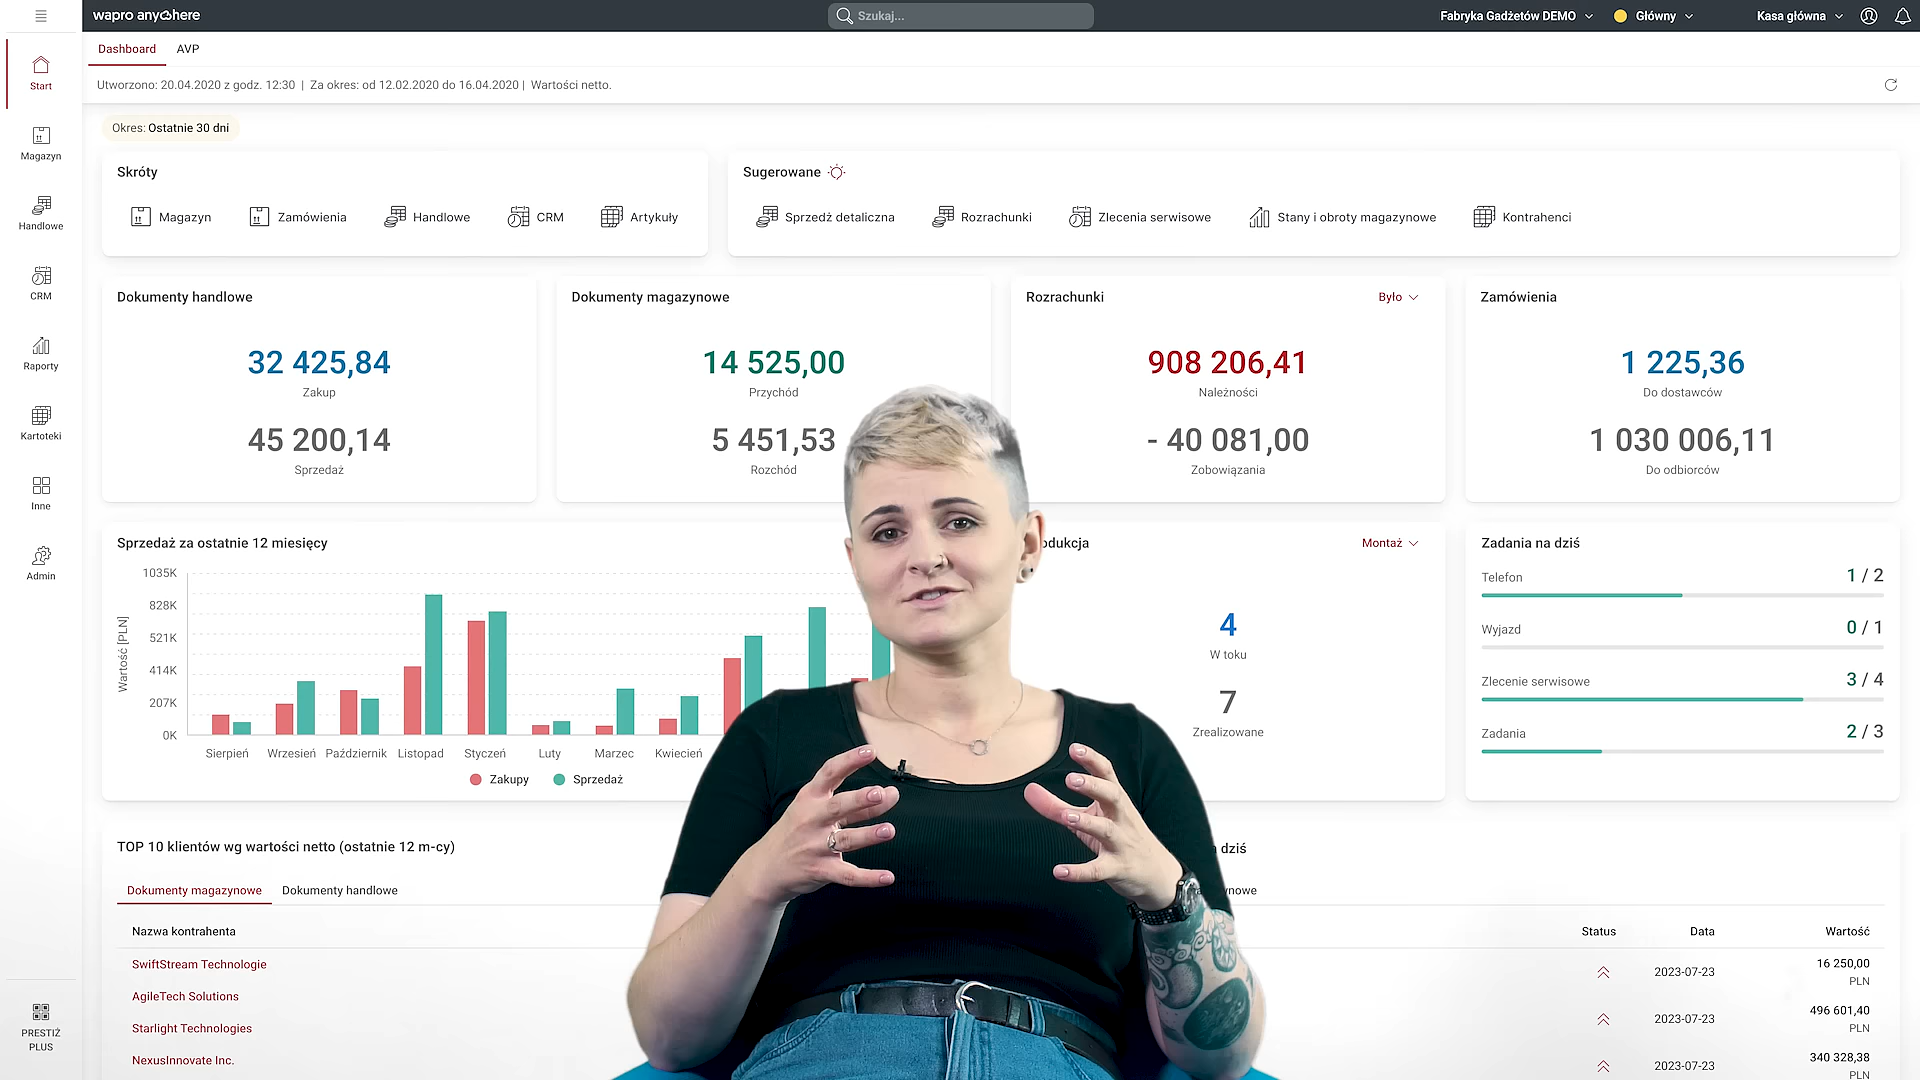 wapro anywhere
Szukaj...
Fabryka Gadżetów DEMO
Główny
Kasa główna
Dashboard
AVP
Utworzono: 20.04.2020 z godz. 12:30 | Za okres: od 12.02.2020 do 16.04.2020 | Wartości netto.
Okres: Ostatnie 30 dni
Start
Magazyn
Handlowe
CRM
Raporty
Kartoteki
Inne
Admin
PRESTIŻ
PLUS
Skróty
Magazyn
Zamówienia
Handlowe
CRM
Artykuły
Sugerowane
Sprzedż detaliczna
Rozrachunki
Zlecenia serwisowe
Stany i obroty magazynowe
Kontrahenci
Dokumenty handlowe
32 425,84
Zakup
45 200,14
Sprzedaż
Dokumenty magazynowe
14 525,00
Przychód
5 451,53
Rozchód
Rozrachunki
Było
908 206,41
Należności
- 40 081,00
Zobowiązania
Zamówienia
1 225,36
Do dostawców
1 030 006,11
Do odbiorców
Sprzedaż za ostatnie 12 miesięcy
Wartość [PLN]
1035K
828K
521K
414K
207K
0K
Sierpień
Wrzesień
Październik
Listopad
Styczeń
Luty
Marzec
Kwiecień
Zakupy
Sprzedaż
odukcja
Montaż
4
W toku
7
Zrealizowane
Zadania na dziś
Telefon
1 / 2
Wyjazd
0 / 1
Zlecenie serwisowe
3 / 4
Zadania
2 / 3
TOP 10 klientów wg wartości netto (ostatnie 12 m-cy)
Dokumenty magazynowe
Dokumenty handlowe
Nazwa kontrahenta
SwiftStream Technologie
AgileTech Solutions
Starlight Technologies
NexusInnovate Inc.
dziś
Status
Data
Wartość
2023-07-23
16 250,00
PLN
2023-07-23
496 601,40
PLN
2023-07-23
340 328,38
PLN